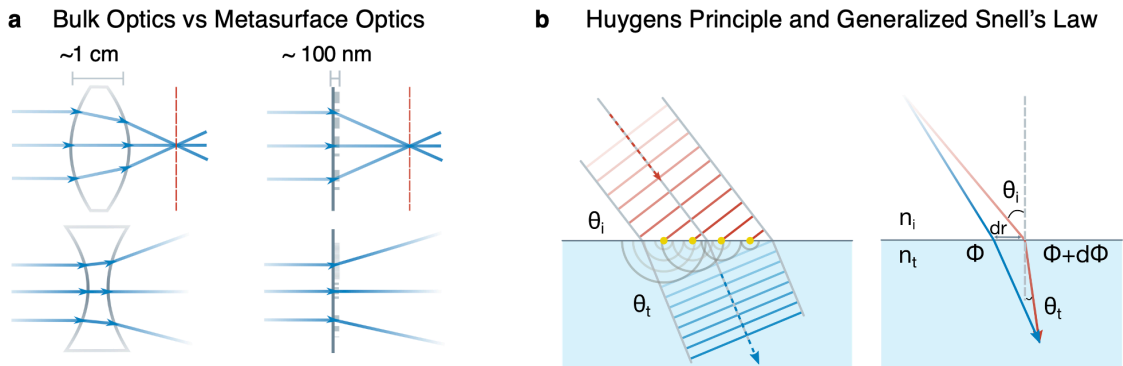 a Bulk Optics vs Metasurface Optics
~1 cm
~ 100 nm
b Huygens Principle and Generalized Snell's Law
θi
θt
θi
ni
dr
nt
Φ
Φ+dΦ
θt